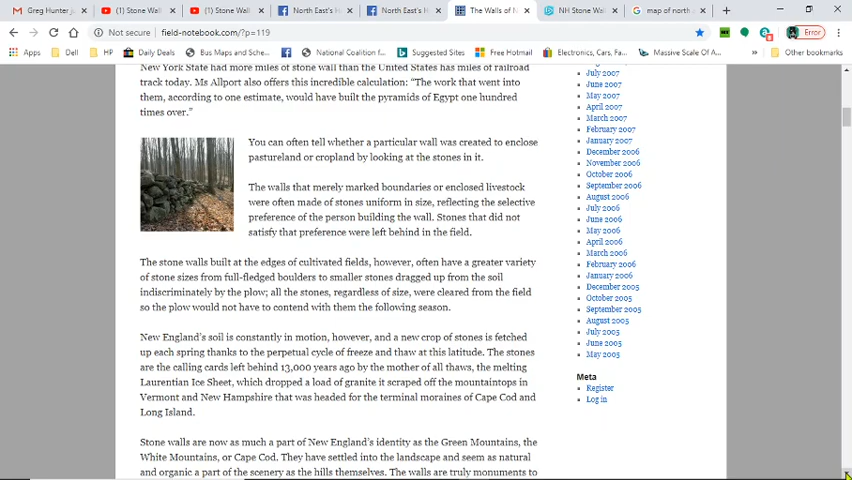 Greg Hunter j
(1) Stone Wa
(1) Stone Wa
North East's H
North East's H
The Walls of N
NH Stone Wal
map of north
Not secure
field-notebook.com/?p=119
Error
Apps
Dell
HP
Daily Deals
Bus Maps and Sche...
National Coalition
Suggested Sites
Free Hotmail
Electronics, Cars, F...
Massive Scale A...
Other bookmarks
New York State had more miles of stone wall than the United States has miles of railroad
track today. Ms Allport also offers this incredible calculation: “The work that went into
them, according to one estimate, would have built the pyramids of Egypt one hundred
times over.”
You can often tell whether a particular wall was created to enclose
pastureland or cropland by looking at the stones in it.
The walls that merely marked boundaries or enclosed livestock
were often made of stones uniform in size, reflecting the selective
preference of the person building the wall. Stones that did not
satisfy that preference were left behind in the field.
The stone walls built at the edges of cultivated fields, however, often have a greater variety
of stone sizes from full-fledged boulders to smaller stones dragged up from the soil
indiscriminately by the plow; all the stones, regardless of size, were cleared from the field
so the plow would not have to contend with them the following season.
New England’s soil is constantly in motion, however, and a new crop of stones is fetched
up each spring thanks to the perpetual cycle of freeze and thaw at this latitude. The stones
are the calling cards left behind 13,000 years ago by the mother of all thaws, the melting
Laurentian Ice Sheet, which dropped a load of granite it scraped off the mountaintops in
Vermont and New Hampshire that was headed for the terminal moraines of Cape Cod and
Long Island.
Stone walls are now as much a part of New England’s identity as the Green Mountains, the
White Mountains, or Cape Cod. They have settled into the landscape and seem as natural
and organic a part of the scenery as the hills themselves. The walls are truly monuments to
August 2007
July 2007
June 2007
May 2007
April 2007
March 2007
February 2007
January 2007
December 2006
November 2006
October 2006
September 2006
August 2006
July 2006
June 2006
May 2006
April 2006
March 2006
February 2006
January 2006
December 2005
October 2005
September 2005
August 2005
July 2005
June 2005
May 2005
Meta
Register
Log in